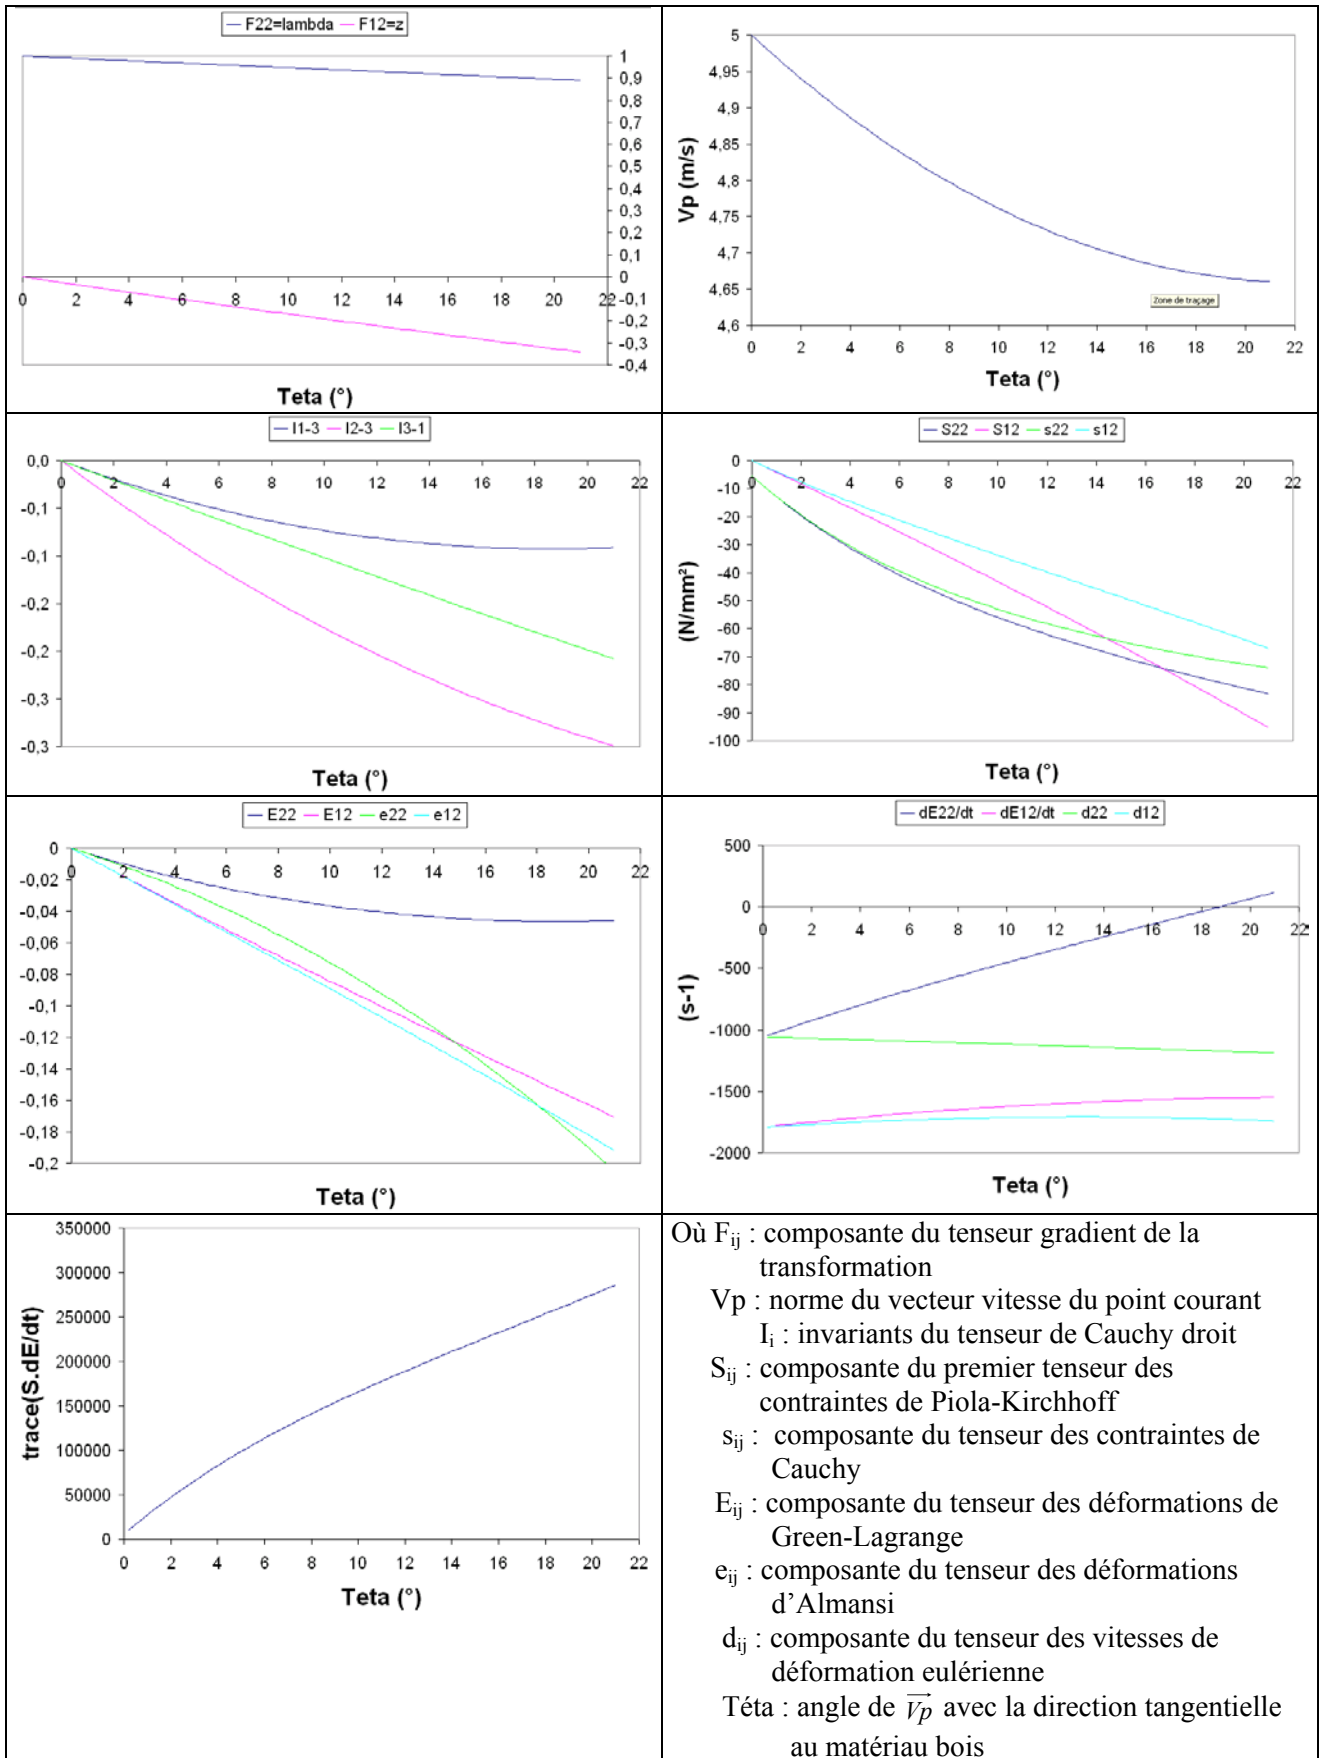 F22=lambda F12=z
1
0,9
0,8
0,7
0,6
0,5
0,4
0,3
0,2
0,1
0
-0,1
-0,2
-0,3
-0,4
0 2 4 6 8 10 12 14 16 18 20 22
Teta (°)
Vp (m/s)
5
4,95
4,9
4,85
4,8
4,75
4,7
4,65
4,6
Zone de traçage
0 2 4 6 8 10 12 14 16 18 20 22
Teta (°)
I1-3 I2-3 I3-1
0,0
-0,1
-0,1
-0,2
-0,2
-0,3
-0,3
0 2 4 6 8 10 12 14 16 18 20 22
Teta (°)
S22 S12 s22 s12
(N/mm²)
0
-10
-20
-30
-40
-50
-60
-70
-80
-90
-100
0 2 4 6 8 10 12 14 16 18 20 22
Teta (°)
E22 E12 e22 e12
0
-0,02
-0,04
-0,06
-0,08
-0,1
-0,12
-0,14
-0,16
-0,18
-0,2
0 2 4 6 8 10 12 14 16 18 20 22
Teta (°)
dE22/dt dE12/dt d22 d12
(s-1)
500
0
-500
-1000
-1500
-2000
0 2 4 6 8 10 12 14 16 18 20 22
Teta (°)
trace(S.dE/dt)
350000
300000
250000
200000
150000
100000
50000
0
0 2 4 6 8 10 12 14 16 18 20 22
Teta (°)
Où Fij : composante du tenseur gradient de la
transformation
Vp : norme du vecteur vitesse du point courant
Ii : invariants du tenseur de Cauchy droit
Sij : composante du premier tenseur des
contraintes de Piola-Kirchhoff
sij : composante du tenseur des contraintes de
Cauchy
Eij : composante du tenseur des déformations de
Green-Lagrange
eij : composante du tenseur des déformations
d’Almansi
dij : composante du tenseur des vitesses de
déformation eulérienne
Téta : angle de Vp avec la direction tangentielle
au matériau bois